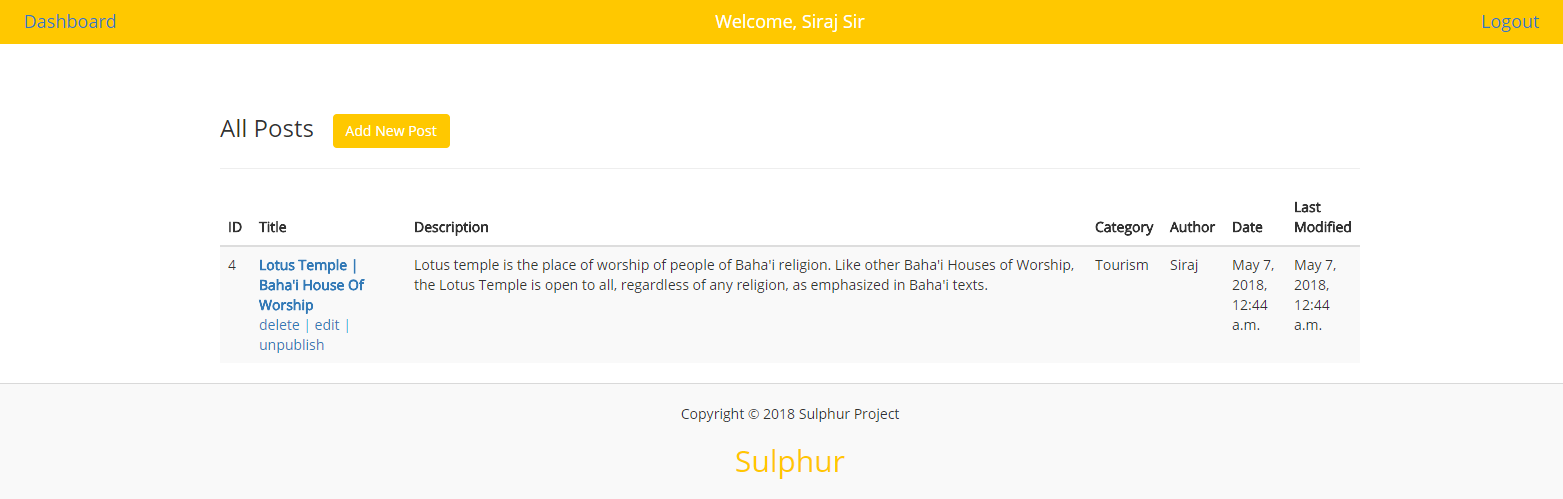 Dashboard Welcome, Siraj Sir Logout
All Posts Add New Post
ID Title Description Category Author Date Last Modified
4
Lotus Temple |
Baha'i House Of
Worship
delete | edit |
unpublish
Lotus temple is the place of worship of people of Baha'i religion. Like other Baha'i Houses of Worship,
the Lotus Temple is open to all, regardless of any religion, as emphasized in Baha'i texts.
Tourism
Siraj
May 7,
2018,
12:44
a.m.
May 7,
2018,
12:44
a.m.
Copyright © 2018 Sulphur Project
Sulphur